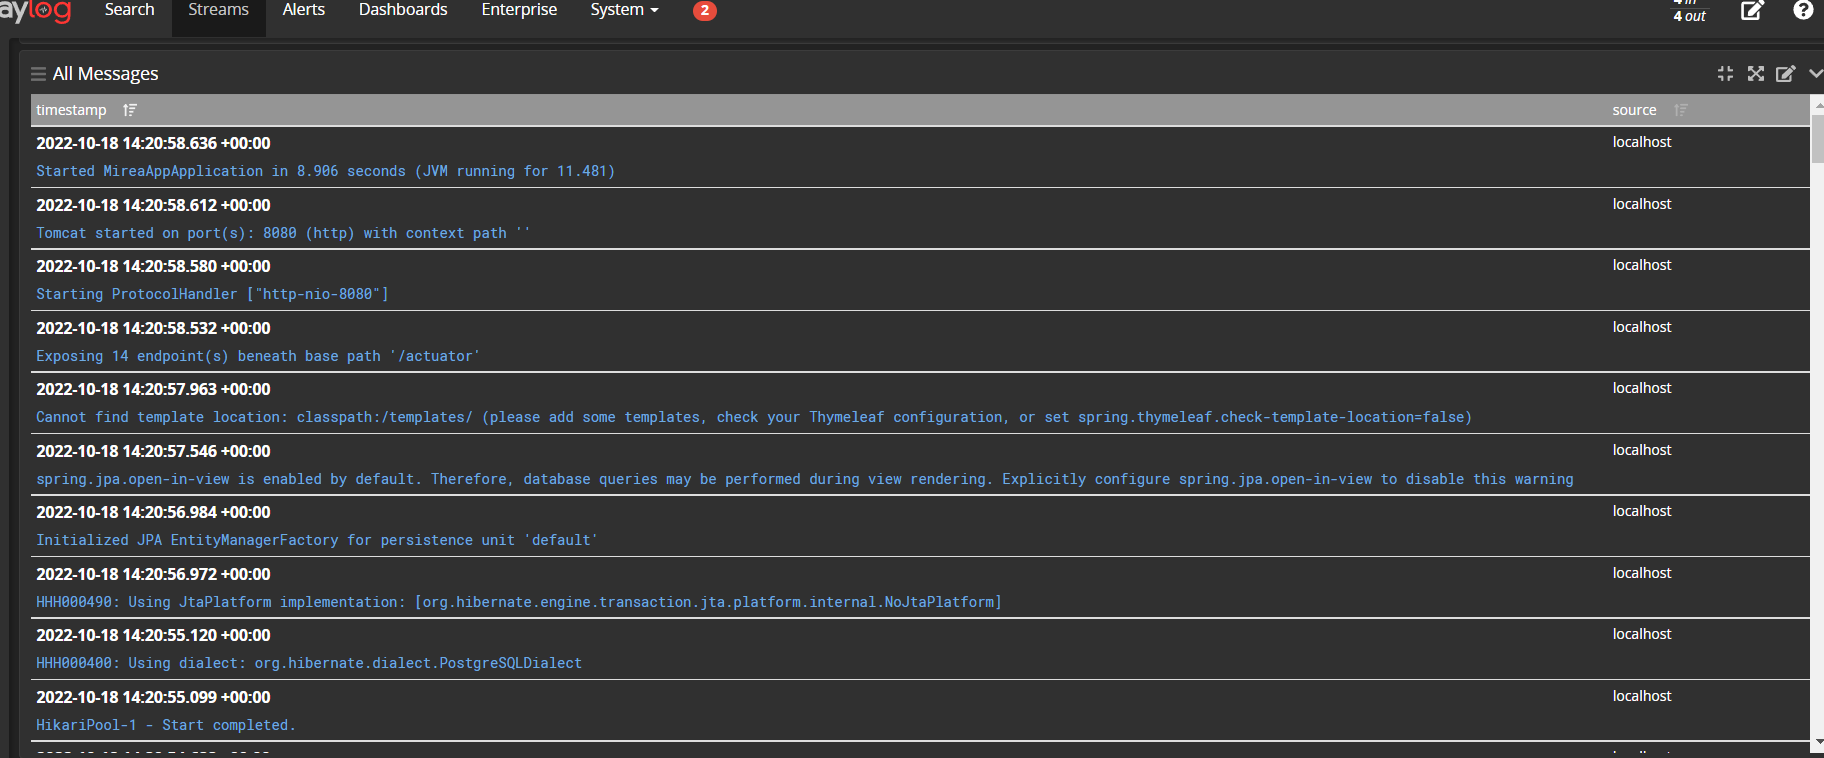 aylog Search Streams Alerts Dashboards Enterprise System 2
4 in
4 out
All Messages
timestamp source
2022-10-18 14:20:58.636 +00:00 localhost
Started MireaAppApplication in 8.906 seconds (JVM running for 11.481)
2022-10-18 14:20:58.612 +00:00 localhost
Tomcat started on port(s): 8080 (http) with context path ''
2022-10-18 14:20:58.580 +00:00 localhost
Starting ProtocolHandler ["http-nio-8080"]
2022-10-18 14:20:58.532 +00:00 localhost
Exposing 14 endpoint(s) beneath base path '/actuator'
2022-10-18 14:20:57.963 +00:00 localhost
Cannot find template location: classpath:/templates/ (please add some templates, check your Thymeleaf configuration, or set spring.thymeleaf.check-template-location=false)
2022-10-18 14:20:57.546 +00:00 localhost
spring.jpa.open-in-view is enabled by default. Therefore, database queries may be performed during view rendering. Explicitly configure spring.jpa.open-in-view to disable this warning
2022-10-18 14:20:56.984 +00:00 localhost
Initialized JPA EntityManagerFactory for persistence unit 'default'
2022-10-18 14:20:56.972 +00:00 localhost
HHH000490: Using JtaPlatform implementation: [org.hibernate.engine.transaction.jta.platform.internal.NoJtaPlatform]
2022-10-18 14:20:55.120 +00:00 localhost
HHH000400: Using dialect: org.hibernate.dialect.PostgreSQLDialect
2022-10-18 14:20:55.099 +00:00 localhost
HikariPool-1 - Start completed.